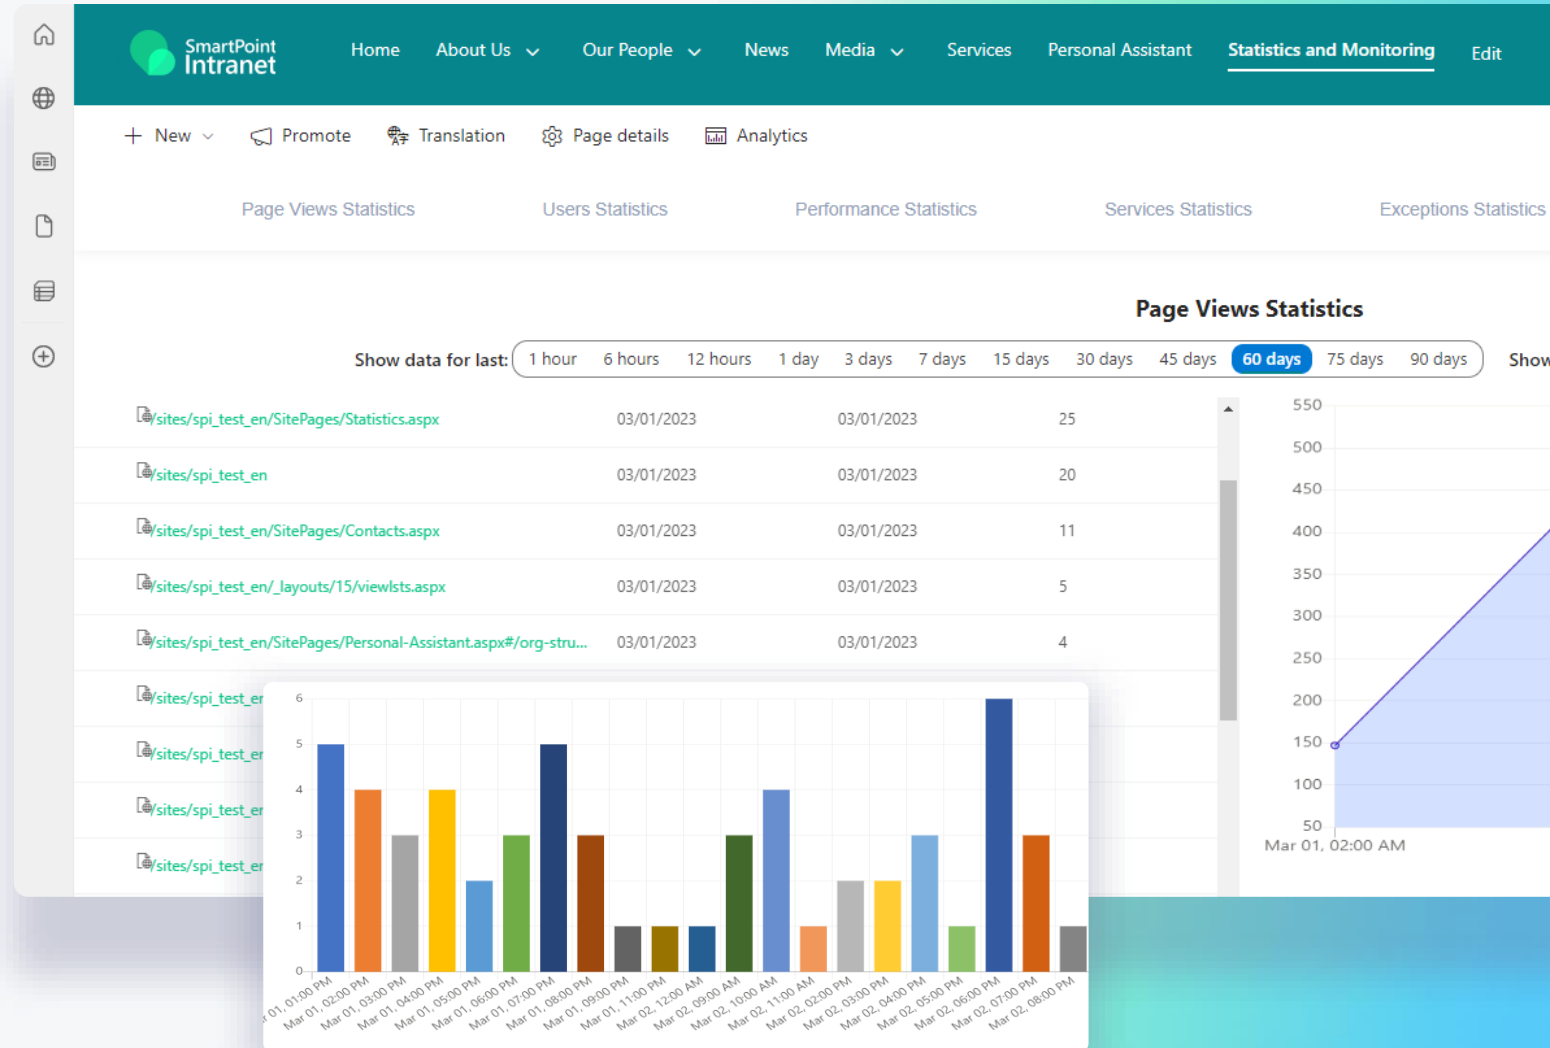 SmartPoint
Intranet
Home About Us Our People News Media Services Personal Assistant Statistics and Monitoring Edit
New Promote Translation Page details Analytics
Page Views Statistics Users Statistics Performance Statistics Services Statistics Exceptions Statistics
Page Views Statistics
Show data for last: 1 hour 6 hours 12 hours 1 day 3 days 7 days 15 days 30 days 45 days 60 days 75 days 90 days Show
/sites/spi_test_en/SitePages/Statistics.aspx 03/01/2023 03/01/2023 25
/sites/spi_test_en 03/01/2023 03/01/2023 20
/sites/spi_test_en/SitePages/Contacts.aspx 03/01/2023 03/01/2023 11
/sites/spi_test_en/_layouts/15/viewlsts.aspx 03/01/2023 03/01/2023 5
/sites/spi_test_en/SitePages/Personal-Assistant.aspx#/org-stru... 03/01/2023 03/01/2023 4
/sites/spi_test_er
/sites/spi_test_er
/sites/spi_test_er
/sites/spi_test_er
550
500
450
400
350
300
250
200
150
100
50
Mar 01, 02:00 AM
6
5
4
3
2
1
0
r 01, 01:00 PM
Mar 01, 02:00 PM
Mar 01, 03:00 PM
Mar 01, 04:00 PM
Mar 01, 05:00 PM
Mar 01, 06:00 PM
Mar 01, 07:00 PM
Mar 01, 08:00 PM
Mar 01, 09:00 PM
Mar 01, 11:00 PM
Mar 02, 12:00 AM
Mar 02, 09:00 AM
Mar 02, 10:00 AM
Mar 02, 11:00 AM
Mar 02, 02:00 PM
Mar 02, 03:00 PM
Mar 02, 04:00 PM
Mar 02, 05:00 PM
Mar 02, 06:00 PM
Mar 02, 07:00 PM
Mar 02, 08:00 PM